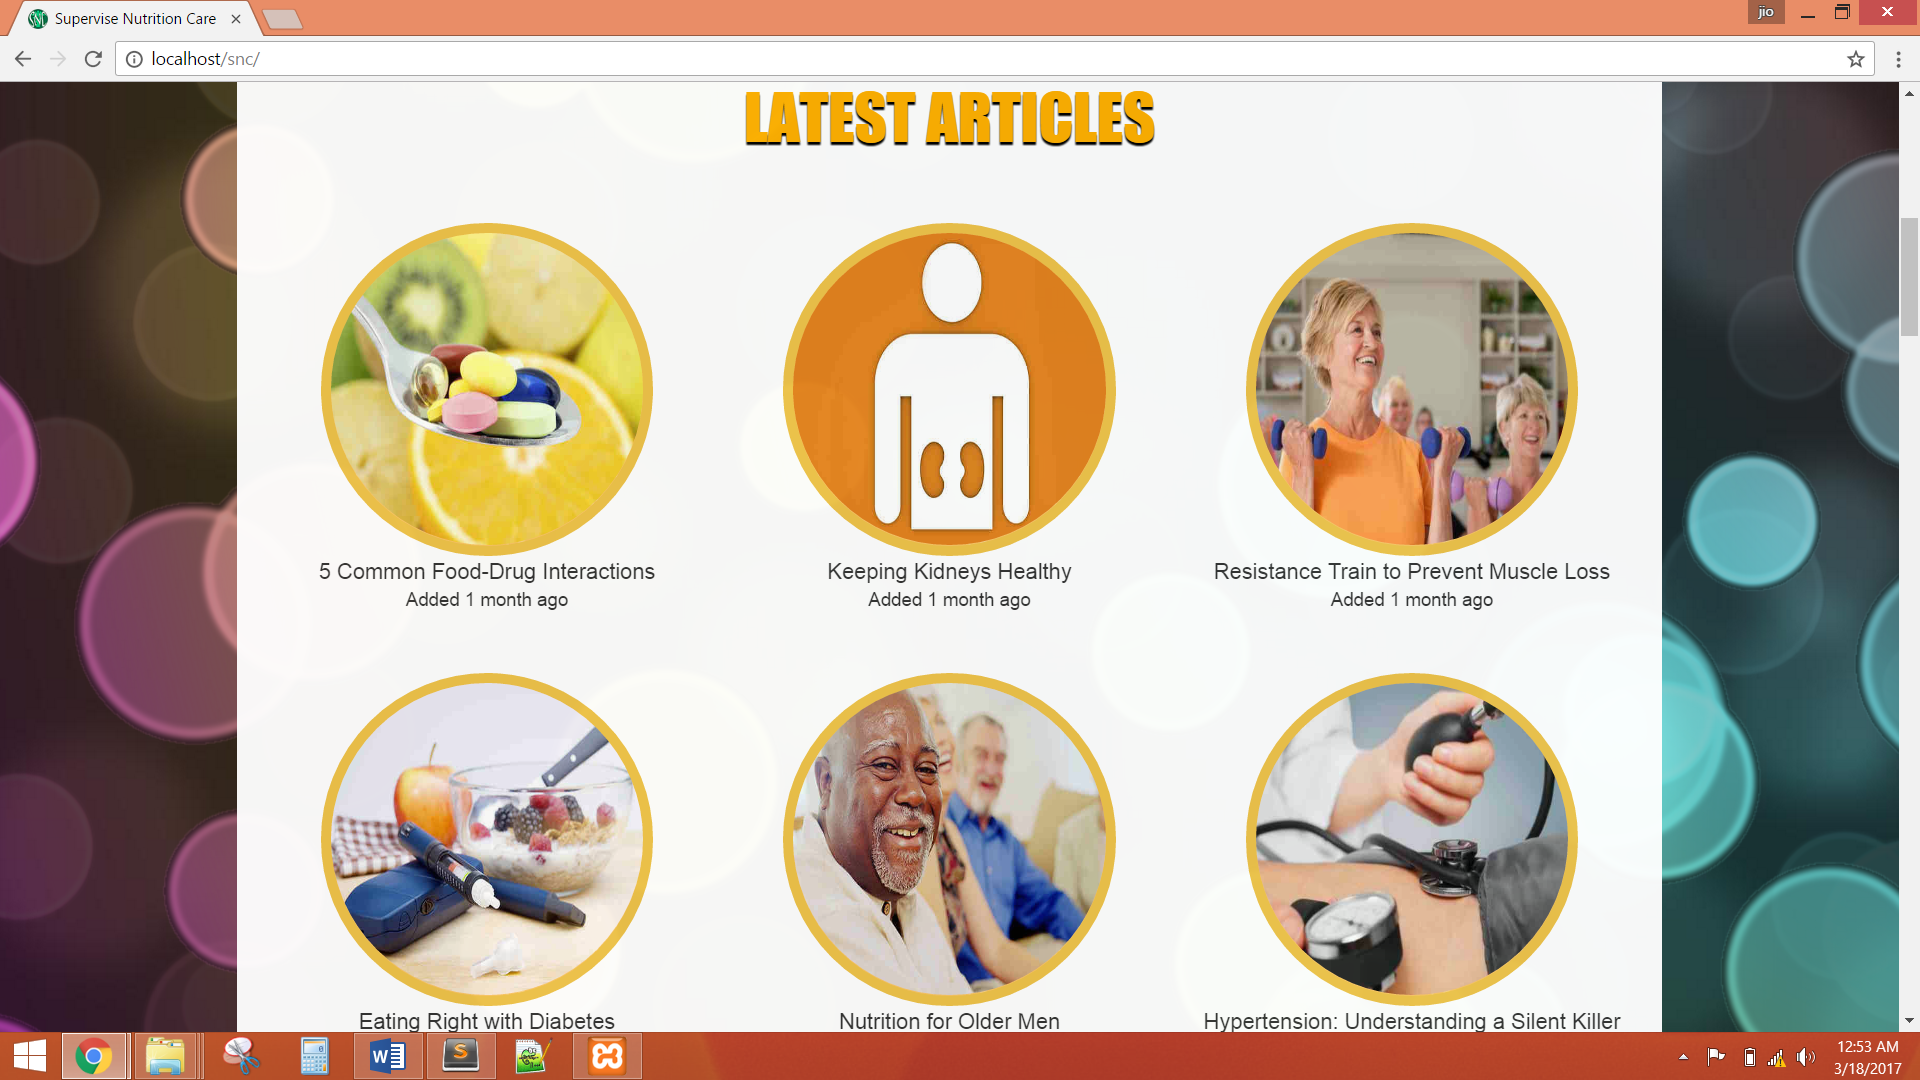 Supervise Nutrition Care
jio
localhost/snc/
LATEST ARTICLES
5 Common Food-Drug Interactions
Added 1 month ago
Keeping Kidneys Healthy
Added 1 month ago
Resistance Train to Prevent Muscle Loss
Added 1 month ago
Eating Right with Diabetes
Nutrition for Older Men
Hypertension: Understanding a Silent Killer
12:53 AM
3/18/2017